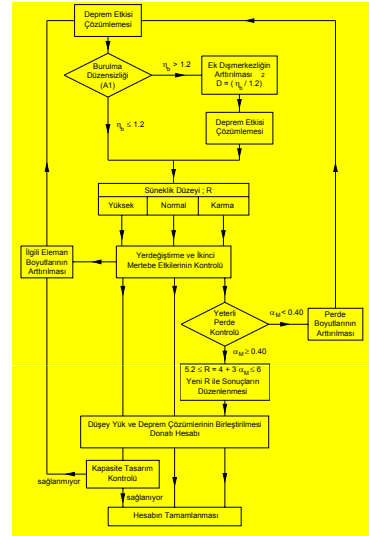 Deprem Etkisi
Çözümlemesi
Burulma
Düzensizliği
(A1)
η_b > 1.2
Ek Dışmerkezliğin
Arttırılması
D = ( η_b / 1.2) ²
η_b ≤ 1.2
Deprem Etkisi
Çözümlemesi
Süneklik Düzeyi ; R
Yüksek Normal Karma
İlgili Eleman
Boyutlarının
Arttırılması
Yerdeğiştirme ve İkinci
Mertebe Etkilerinin Kontrolü
Yeterli
Perde
Kontrolü
α_M < 0.40
Perde
Boyutlarının
Arttırılması
α_M ≥ 0.40
5.2 ≤ R = 4 + 3 α_M ≤ 6
Yeni R ile Sonuçların
Düzenlenmesi
Düşey Yük ve Deprem Çözümlerinin Birleştirilmesi
Donatı Hesabı
Kapasite Tasarım
Kontrolü
sağlanmıyor
sağlanıyor
Hesabın Tamamlanması